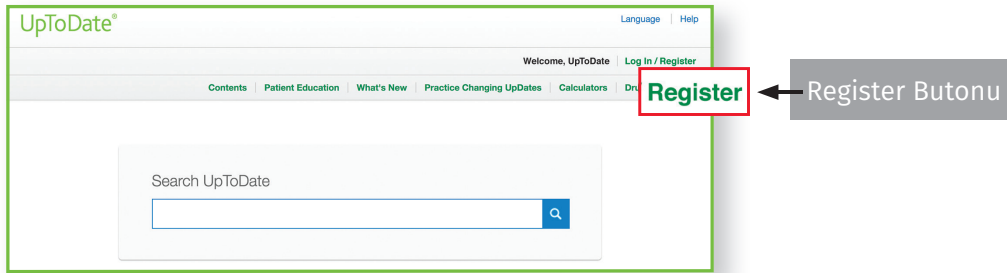 UpToDate®
Language Help
Welcome, UpToDate Log In / Register
Contents Patient Education What's New Practice Changing UpDates Calculators
Register
Register Butonu
Search UpToDate